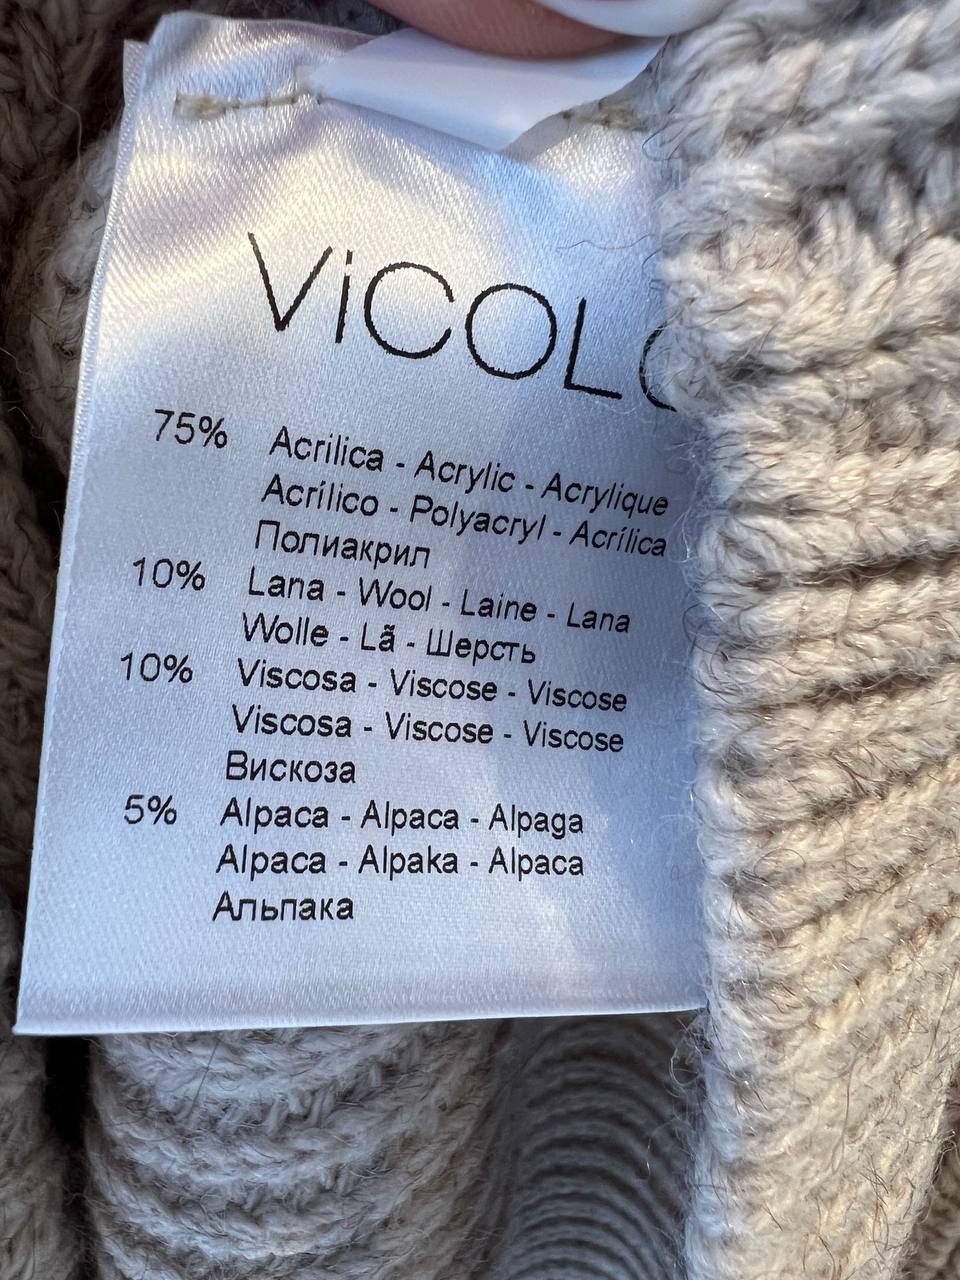 ViCOLO
75% Acrilica - Acrylic - Acrylique
Acrílico - Polyacryl - Acrílica
Полиакрил
10% Lana - Wool - Laine - Lana
Wolle - Lã - Шерсть
10% Viscosa - Viscose - Viscose
Viscosa - Viscose - Viscose
Вискоза
5% Alpaca - Alpaca - Alpaga
Alpaca - Alpaka - Alpaca
Альпака